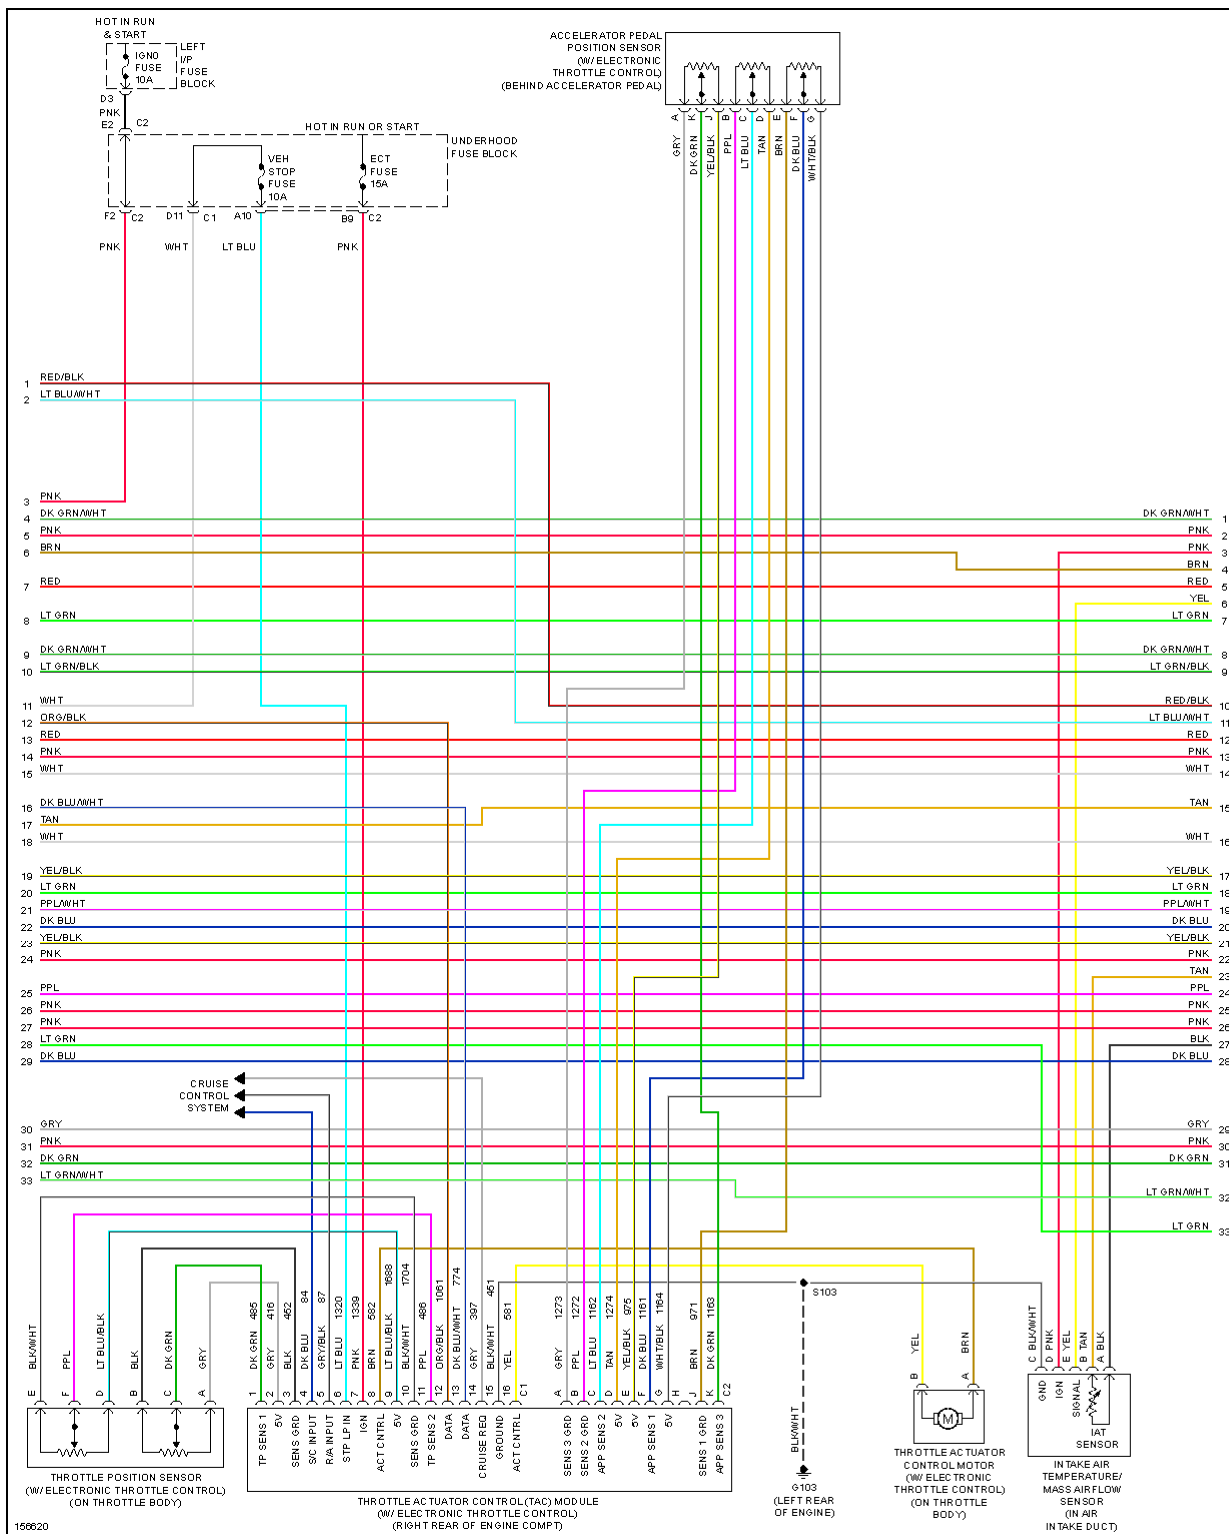 HOT IN RUN
& START
IGN0
FUSE
10A
LEFT
I/P
FUSE
BLOCK
D3
PNK
E2
C2
HOT IN RUN OR START
UNDERHOOD
FUSE BLOCK
VEH
STOP
FUSE
10A
ECT
FUSE
15A
F2
C2
D11
C1
A10
B9
C2
PNK
WHT
LT BLU
PNK
ACCELERATOR PEDAL
POSITION SENSOR
(W/ ELECTRONIC
THROTTLE CONTROL)
(BEHIND ACCELERATOR PEDAL)
A
K
J
B
C
D
E
F
G
GRY
DK GRN
YEL/BLK
PPL
LT BLU
TAN
BRN
DK BLU
WHT/BLK
1 RED/BLK
2 LT BLU/WHT
3 PNK
4 DK GRN/WHT
5 PNK
6 BRN
7 RED
8 LT GRN
9 DK GRN/WHT
10 LT GRN/BLK
11 WHT
12 ORG/BLK
13 RED
14 PNK
15 WHT
16 DK BLU/WHT
17 TAN
18 WHT
19 YEL/BLK
20 LT GRN
21 PPL/WHT
22 DK BLU
23 YEL/BLK
24 PNK
25 PPL
26 PNK
27 PNK
28 LT GRN
29 DK BLU
30 GRY
31 PNK
32 DK GRN
33 LT GRN/WHT
DK GRN/WHT 1
PNK 2
PNK 3
BRN 4
RED 5
YEL 6
LT GRN 7
DK GRN/WHT 8
LT GRN/BLK 9
RED/BLK 10
LT BLU/WHT 11
RED 12
PNK 13
WHT 14
TAN 15
WHT 16
YEL/BLK 17
LT GRN 18
PPL/WHT 19
DK BLU 20
YEL/BLK 21
PNK 22
TAN 23
PPL 24
PNK 25
PNK 26
BLK 27
DK BLU 28
GRY 29
PNK 30
DK GRN 31
LT GRN/WHT 32
LT GRN 33
CRUISE
CONTROL
SYSTEM
BLK/WHT
PPL
LT BLU/BLK
BLK
DK GRN
GRY
E
F
D
B
C
A
THROTTLE POSITION SENSOR
(W/ ELECTRONIC THROTTLE CONTROL)
(ON THROTTLE BODY)
DK GRN 485
GRY 416
BLK 452
DK BLU 84
GRY/BLK 87
LT BLU 1320
PNK 1339
BRN 582
LT BLU/BLK 1688
BLK/WHT 1704
PPL 486
ORG/BLK 1061
DK BLU/WHT 774
GRY 397
BLK/WHT 451
YEL 581
GRY 1273
PPL 1272
LT BLU 1162
TAN 1274
YEL/BLK 975
DK BLU 1161
WHT/BLK 1164
BRN 971
DK GRN 1163
1
2
3
4
5
6
7
8
9
10
11
12
13
14
15
16
C1
A
B
C
D
E
F
G
H
J
K
C2
TP SENS 1
5V
SENS GRD
S/C INPUT
R/A INPUT
STP LP IN
IGN
ACT CNTRL
5V
SENS GRD
TP SENS 2
DATA
DATA
CRUISE REQ
GROUND
ACT CNTRL
SENS 3 GRD
SENS 2 GRD
APP SENS 2
5V
5V
APP SENS 1
5V
SENS 1 GRD
APP SENS 3
THROTTLE ACTUATOR CONTROL (TAC) MODULE
(W/ ELECTRONIC THROTTLE CONTROL)
(RIGHT REAR OF ENGINE COMPT)
S103
BLK/WHT
G103
(LEFT REAR
OF ENGINE)
YEL
BRN
B
A
M
THROTTLE ACTUATOR
CONTROL MOTOR
(W/ ELECTRONIC
THROTTLE CONTROL)
(ON THROTTLE
BODY)
C BLK/WHT
D PNK
E YEL
B TAN
A BLK
GND
IGN
SIGNAL
IAT
SENSOR
INTAKE AIR
TEMPERATURE/
MASS AIRFLOW
SENSOR
(IN AIR
INTAKE DUCT)
156620